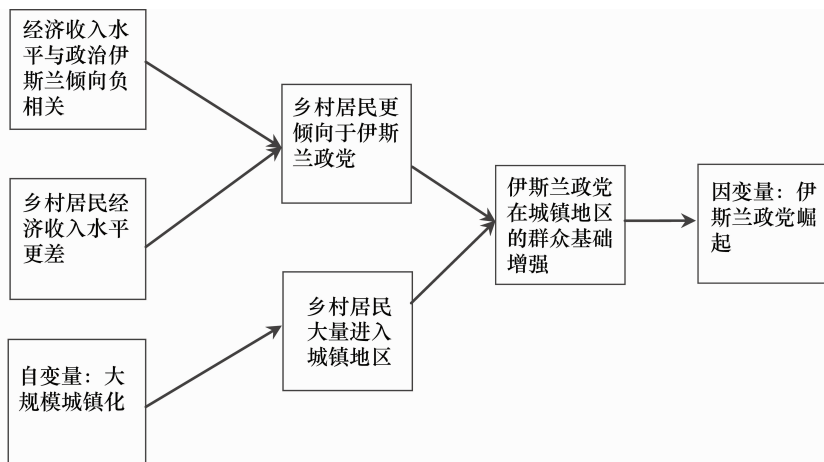 经济收入水
平与政治伊
斯兰倾向负
相关
乡村居民经
济收入水平
更差
自变量：大
规模城镇化
乡村居民更
倾向于伊斯
兰政党
乡村居民
大量进入
城镇地区
伊斯兰政党
在城镇地区
的群众基础
增强
因变量：伊
斯兰政党崛
起